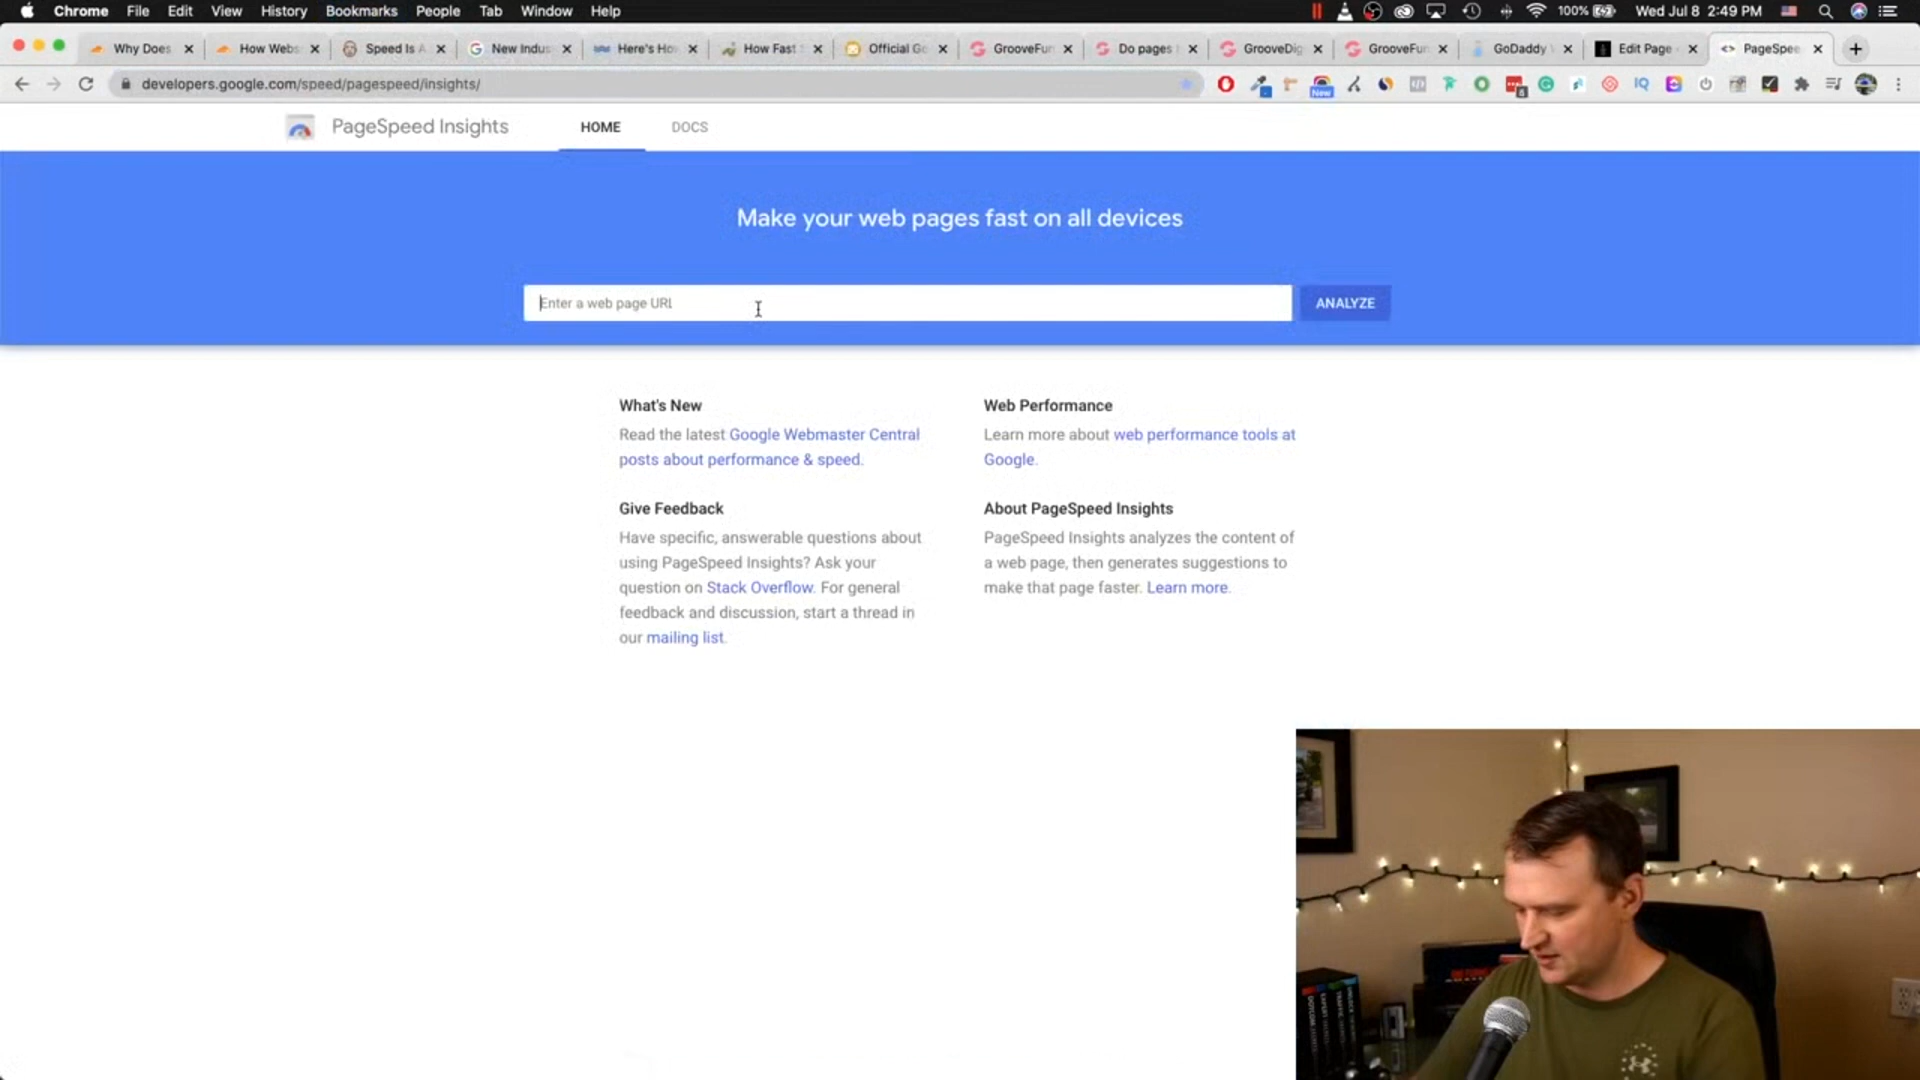 Chrome File Edit View History Bookmarks People Tab Window Help 100% Wed Jul 8 2:49 PM
Why Does How Webs Speed Is A New Indus Here's Ho How Fast Official Go GrooveFun Do pages GrooveDig GrooveFun GoDaddy Edit Page PageSpee
developers.google.com/speed/pagespeed/insights/ New IQ
PageSpeed Insights HOME DOCS
Make your web pages fast on all devices
Enter a web page URL ANALYZE
What's New
Read the latest Google Webmaster Central
posts about performance & speed.
Web Performance
Learn more about web performance tools at
Google.
Give Feedback
Have specific, answerable questions about
using PageSpeed Insights? Ask your
question on Stack Overflow. For general
feedback and discussion, start a thread in
our mailing list.
About PageSpeed Insights
PageSpeed Insights analyzes the content of
a web page, then generates suggestions to
make that page faster. Learn more.